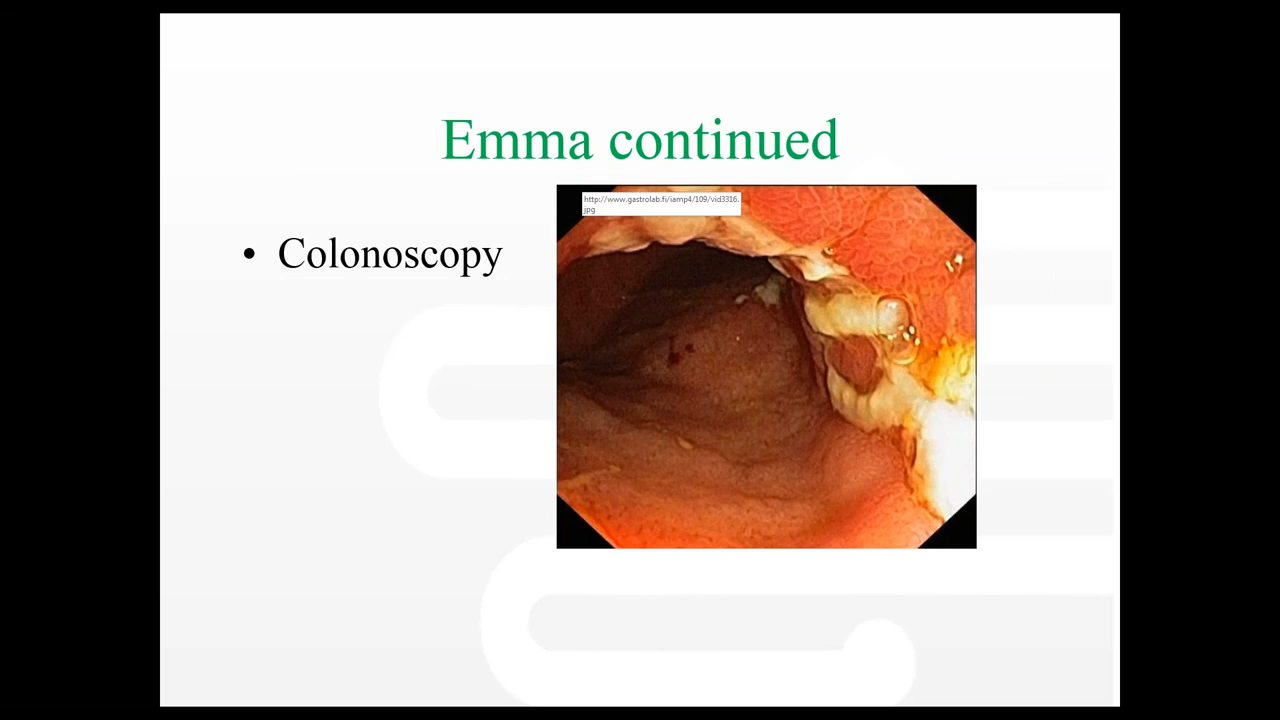 Emma continued
http://www.gastrolab.fi/iamp4/109/vid3316.
jpg
• Colonoscopy